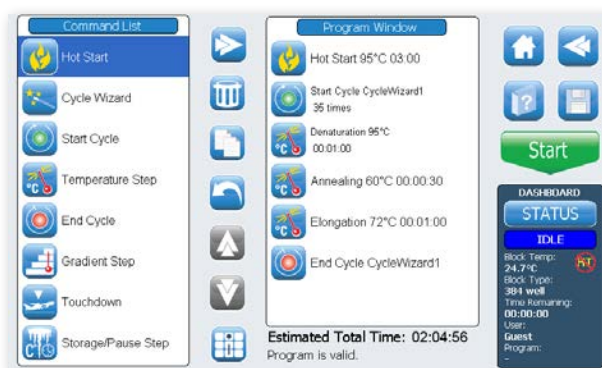 Command List
Hot Start
Cycle Wizard
Start Cycle
Temperature Step
End Cycle
Gradient Step
Touchdown
Storage/Pause Step
Program Window
Hot Start 95°C 03:00
Start Cycle CycleWizard1
35 times
Denaturation 95°C
00:01:00
Annealing 60°C 00:00:30
Elongation 72°C 00:01:00
End Cycle CycleWizard1
Estimated Total Time: 02:04:56
Program is valid.
Start
DASHBOARD
STATUS
IDLE
Block Temp:
24.7°C
Block Type:
384 well
Time Remaining:
00:00:00
User:
Guest
Program:
-
°C
°C
°C
°C